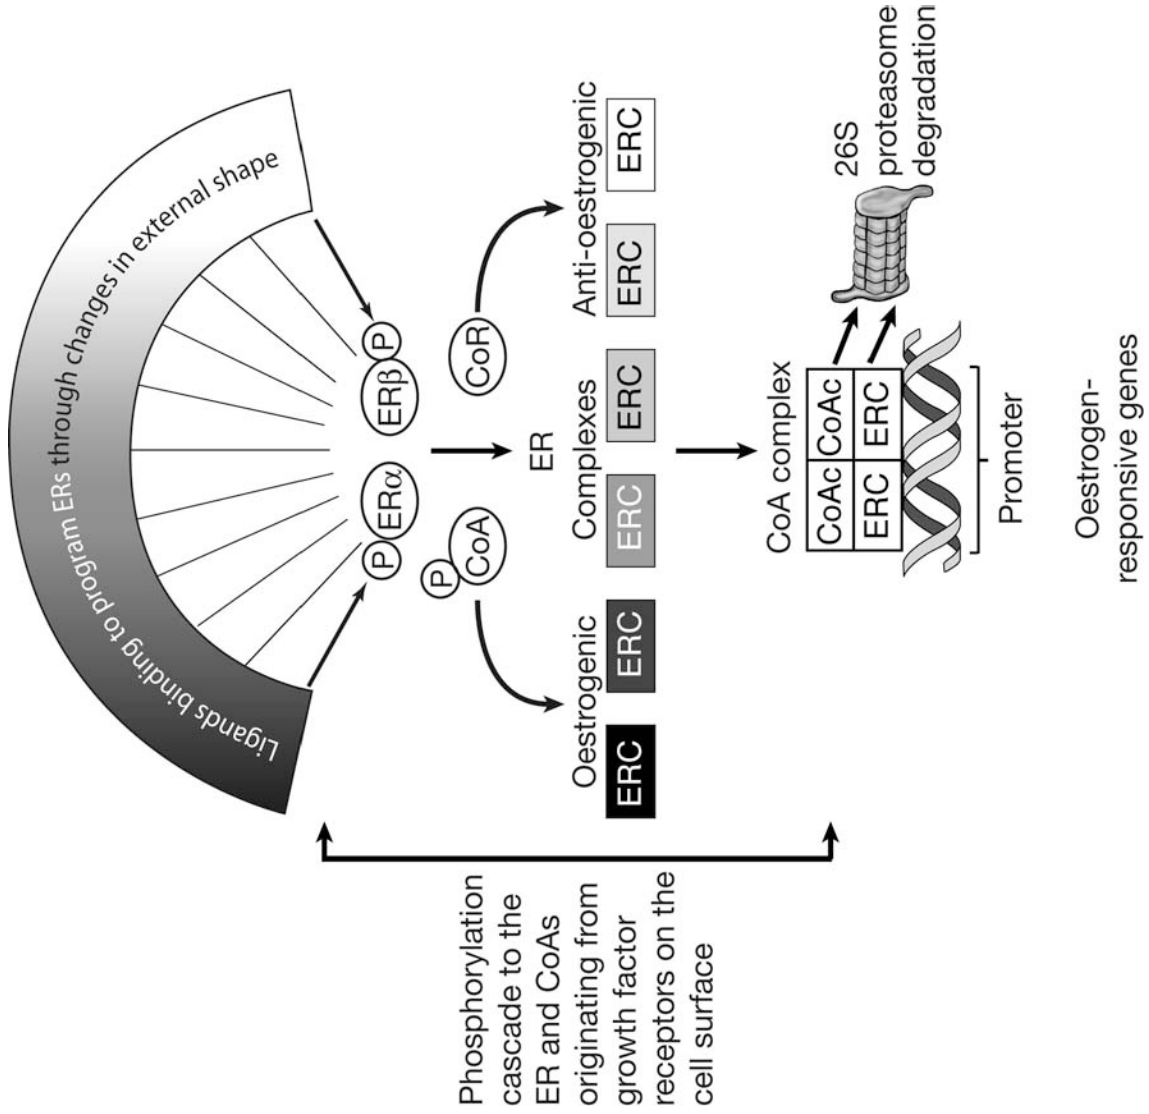 Ligands binding to program ERs through changes in external shape
P
ERα
ERβ
P
P
CoA
CoR
ER
Oestrogenic
Complexes
Anti-oestrogenic
ERC
ERC
ERC
ERC
ERC
ERC
Phosphorylation
cascade to the
ER and CoAs
originating from
growth factor
receptors on the
cell surface
CoA complex
CoAc
CoAc
ERC
ERC
26S
proteasome
degradation
Promoter
Oestrogen-
responsive genes